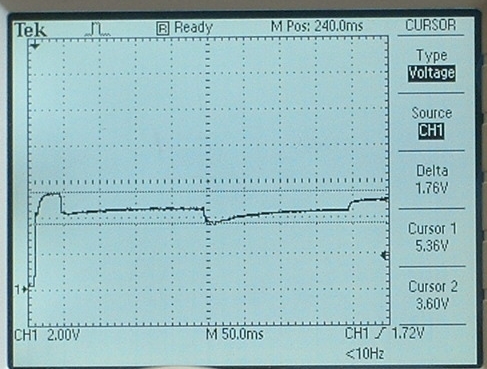 Tek R Ready M Pos: 240.0ms CURSOR
Type
Voltage
Source
CH1
Delta
1.76V
Cursor 1
5.36V
Cursor 2
3.60V
1
CH1 2.00V M 50.0ms CH1 1.72V
<10Hz